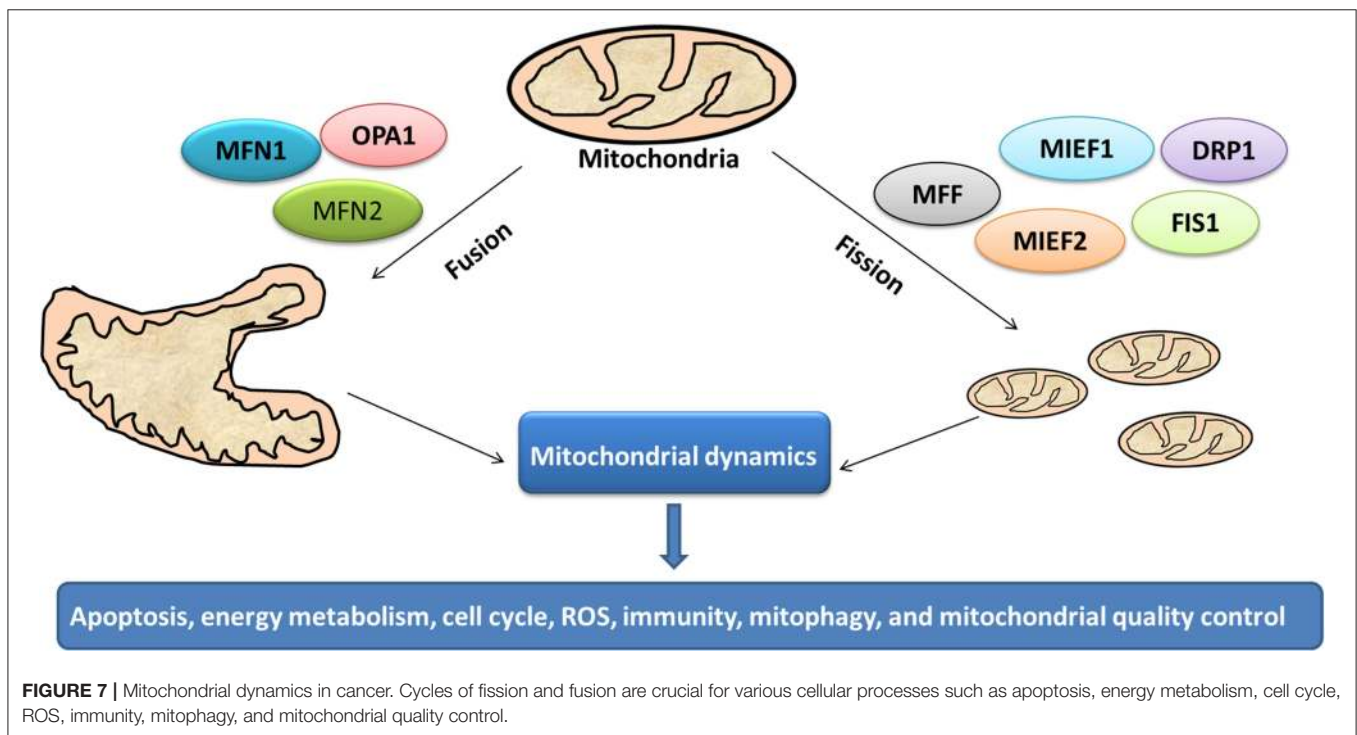 Mitochondria
MFN1
OPA1
MFN2
MIEF1
DRP1
MFF
MIEF2
FIS1
Fusion
Fission
Mitochondrial dynamics
Apoptosis, energy metabolism, cell cycle, ROS, immunity, mitophagy, and mitochondrial quality control
FIGURE 7 | Mitochondrial dynamics in cancer. Cycles of fission and fusion are crucial for various cellular processes such as apoptosis, energy metabolism, cell cycle,
ROS, immunity, mitophagy, and mitochondrial quality control.